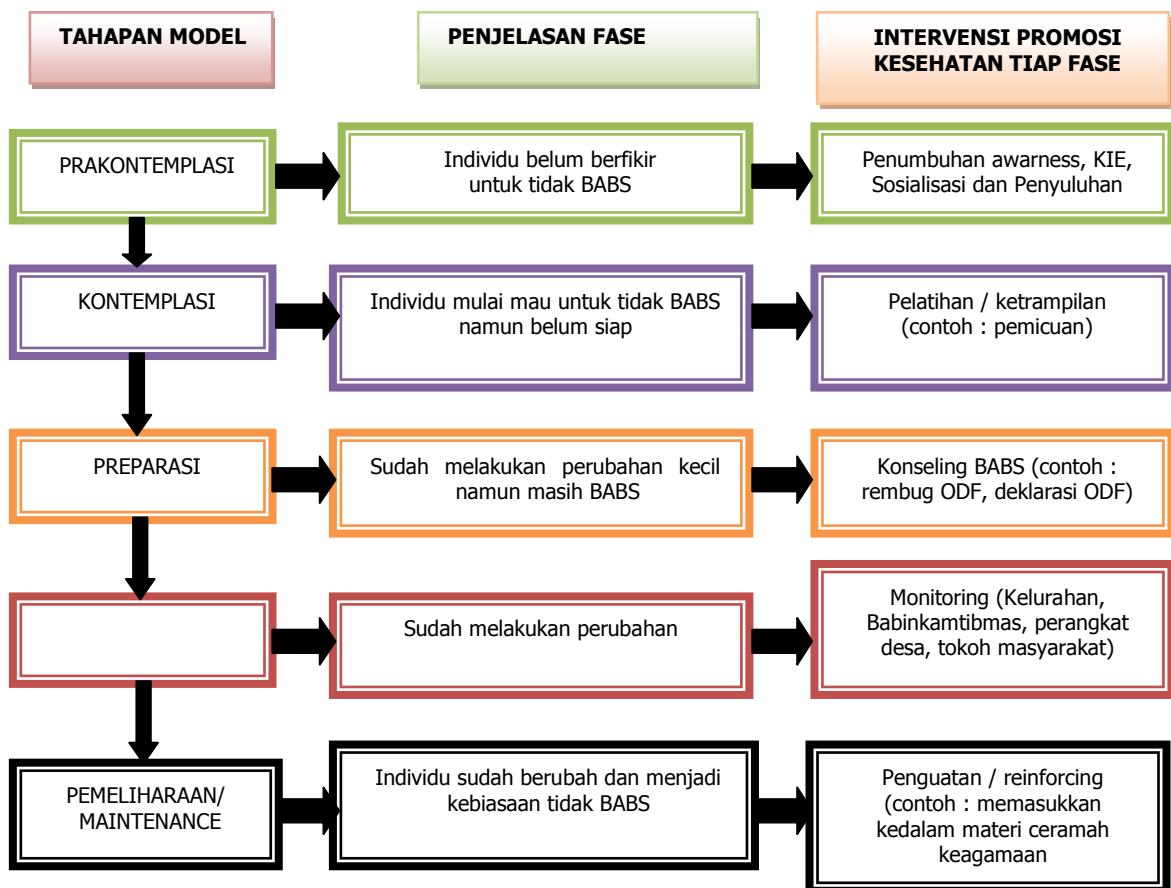 TAHAPAN MODEL
PENJELASAN FASE
INTERVENSI PROMOSI
KESEHATAN TIAP FASE
PRAKONTEMPLASI
Individu belum berfikir
untuk tidak BABS
Penumbuhan awarness, KIE,
Sosialisasi dan Penyuluhan
KONTEMPLASI
Individu mulai mau untuk tidak BABS
namun belum siap
Pelatihan / ketrampilan
(contoh : pemicuan)
PREPARASI
Sudah melakukan perubahan kecil
namun masih BABS
Konseling BABS (contoh :
rembug ODF, deklarasi ODF)
Sudah melakukan perubahan
Monitoring (Kelurahan,
Babinkamtibmas, perangkat
desa, tokoh masyarakat)
PEMELIHARAAN/
MAINTENANCE
Individu sudah berubah dan menjadi
kebiasaan tidak BABS
Penguatan / reinforcing
(contoh : memasukkan
kedalam materi ceramah
keagamaan